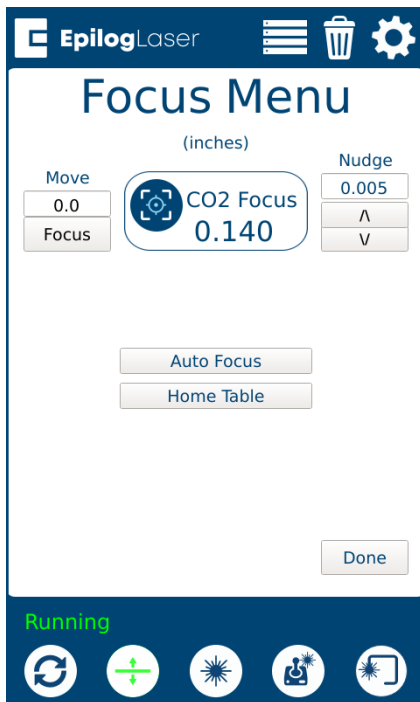 EpilogLaser
Focus Menu
(inches)
Move
0.0
Focus
CO2 Focus
0.140
Nudge
0.005
/\
\/
Auto Focus
Home Table
Done
Running